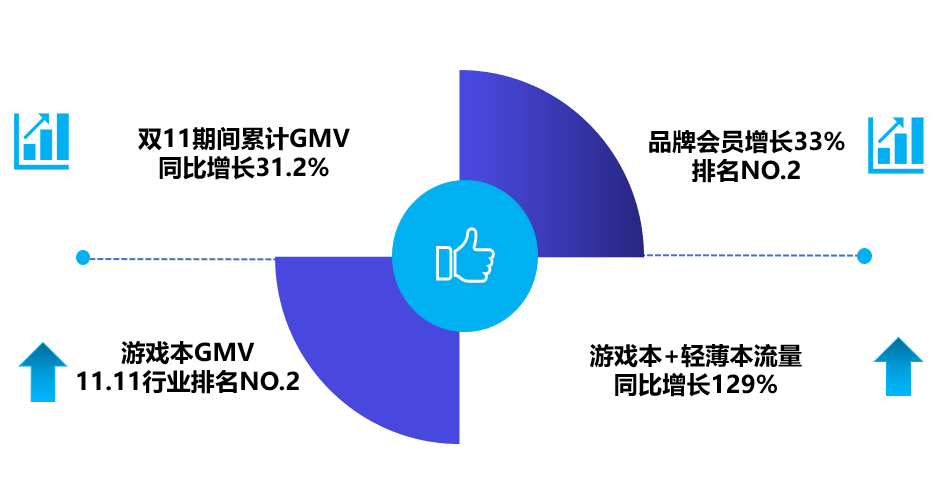 双11期间累计GMV
同比增长31.2%
品牌会员增长33%
排名NO.2
游戏本GMV
11.11行业排名NO.2
游戏本+轻薄本流量
同比增长129%